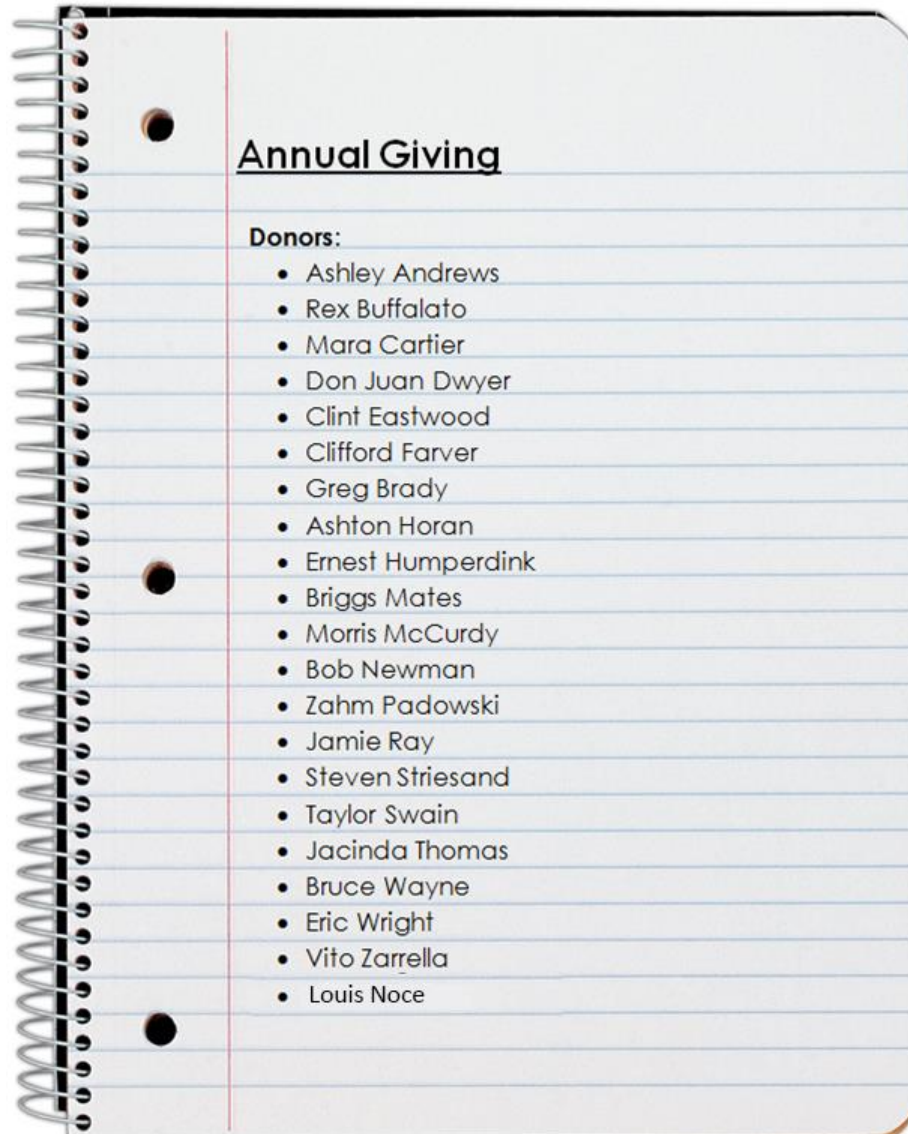 Annual Giving
Donors:
• Ashley Andrews
• Rex Buffalato
• Mara Cartier
• Don Juan Dwyer
• Clint Eastwood
• Clifford Farver
• Greg Brady
• Ashton Horan
• Ernest Humperdink
• Briggs Mates
• Morris McCurdy
• Bob Newman
• Zahm Padowski
• Jamie Ray
• Steven Striesand
• Taylor Swain
• Jacinda Thomas
• Bruce Wayne
• Eric Wright
• Vito Zarrella
• Louis Noce